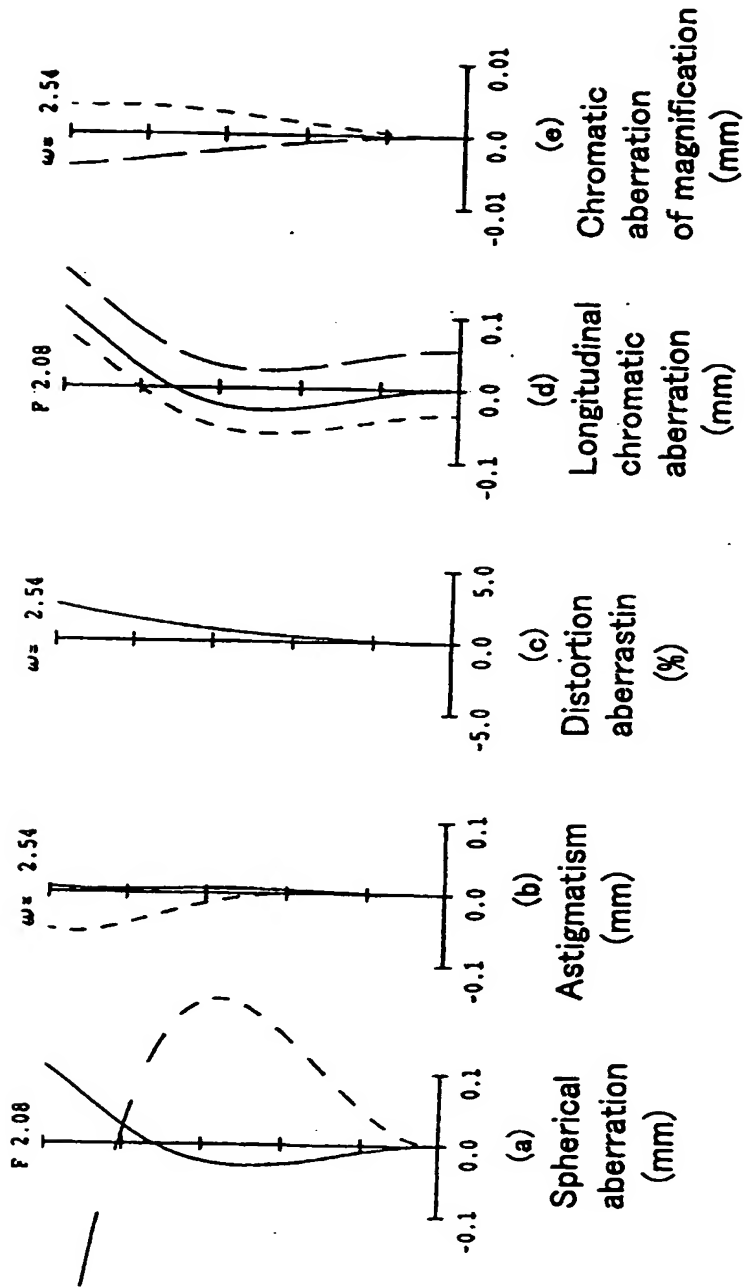 F 2.08
-0.1 0.0 0.1
(a)
Spherical
aberration
(mm)
ω= 2.54
-0.1 0.0 0.1
(b)
Astigmatism
(mm)
ω= 2.54
-5.0 0.0 5.0
(c)
Distortion
aberrastin
(%)
F 2.08
-0.1 0.0 0.1
(d)
Longitudinal
chromatic
aberration
(mm)
ω= 2.54
-0.01 0.0 0.01
(e)
Chromatic
aberration
of magnification
(mm)